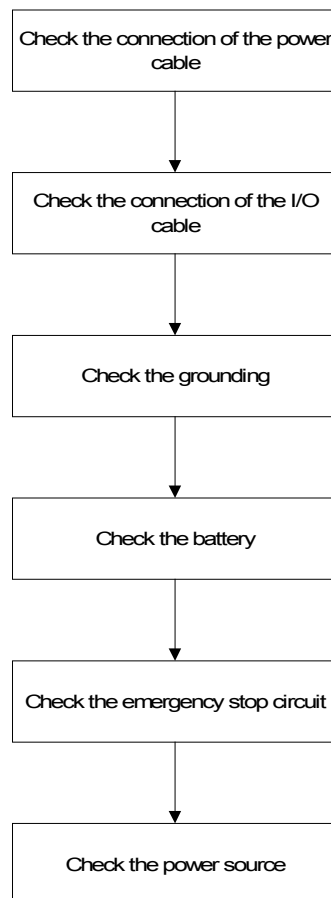 Check the connection of the power
cable
Check the connection of the I/O
cable
Check the grounding
Check the battery
Check the emergency stop circuit
Check the power source